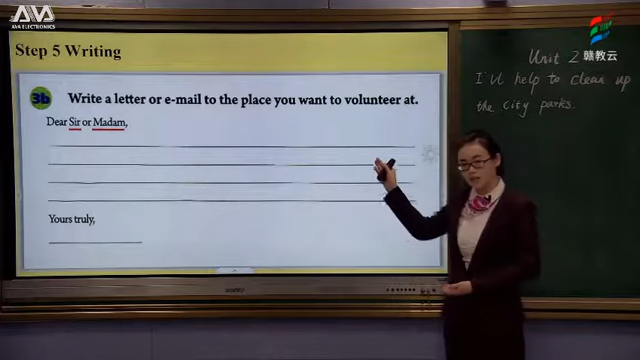 AVA
AVA ELECTRONICS
赣教云
Step 5 Writing
3b Write a letter or e-mail to the place you want to volunteer at.
Dear Sir or Madam,
Yours truly,
Unit 2
I'll help to clean up
the city parks.